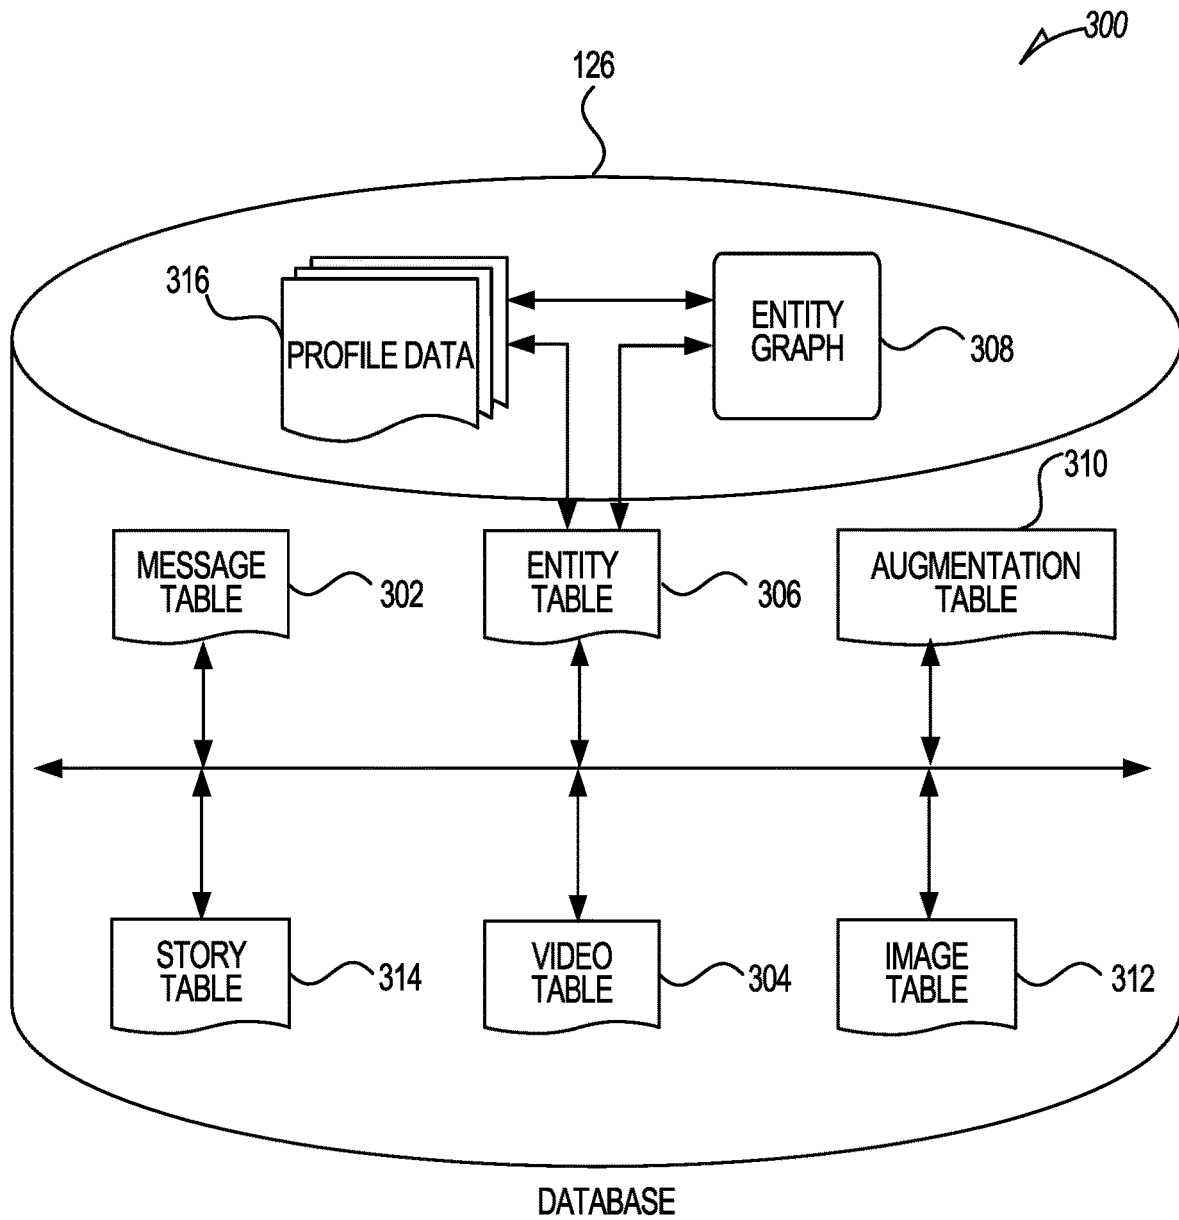 300
126
316
PROFILE DATA
ENTITY
GRAPH
308
310
MESSAGE
TABLE
302
ENTITY
TABLE
306
AUGMENTATION
TABLE
STORY
TABLE
314
VIDEO
TABLE
304
IMAGE
TABLE
312
DATABASE